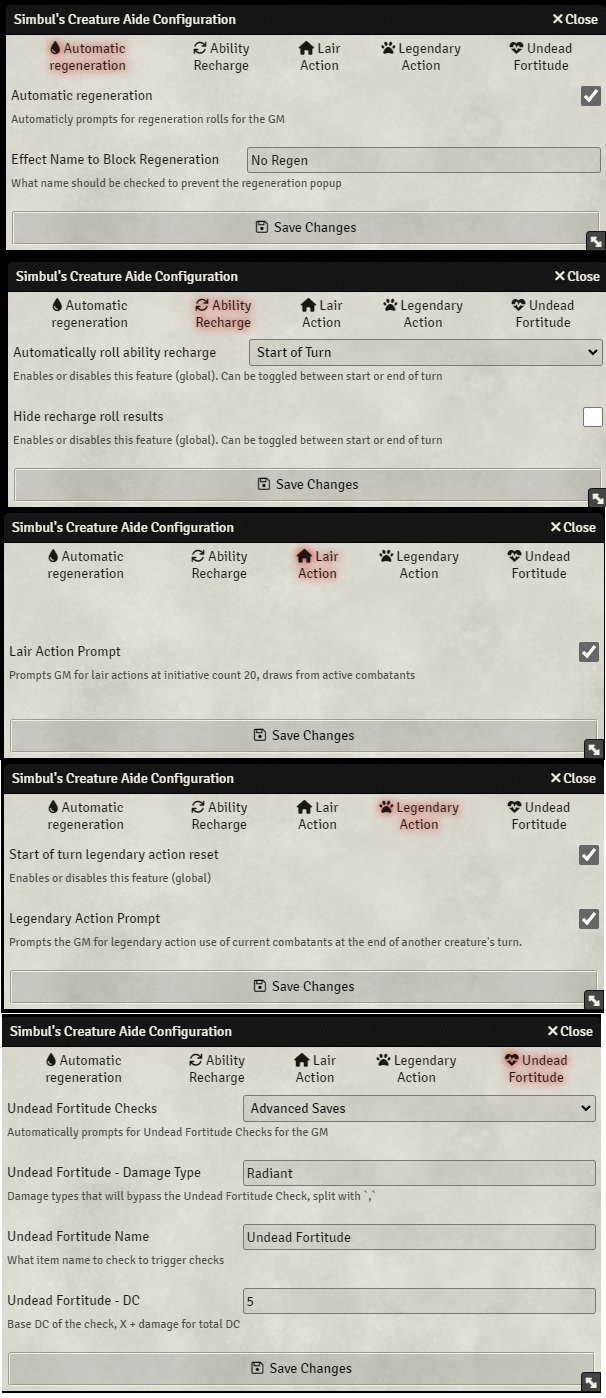 Simbul's Creature Aide Configuration
Close
Automatic regeneration
Ability Recharge
Lair Action
Legendary Action
Undead Fortitude
Automatic regeneration
Automaticly prompts for regeneration rolls for the GM
Effect Name to Block Regeneration
No Regen
What name should be checked to prevent the regeneration popup
Save Changes
Simbul's Creature Aide Configuration
Close
Automatic regeneration
Ability Recharge
Lair Action
Legendary Action
Undead Fortitude
Automatically roll ability recharge
Start of Turn
Enables or disables this feature (global). Can be toggled between start or end of turn
Hide recharge roll results
Enables or disables this feature (global). Can be toggled between start or end of turn
Save Changes
Simbul's Creature Aide Configuration
Close
Automatic regeneration
Ability Recharge
Lair Action
Legendary Action
Undead Fortitude
Lair Action Prompt
Prompts GM for lair actions at initiative count 20, draws from active combatants
Save Changes
Simbul's Creature Aide Configuration
Close
Automatic regeneration
Ability Recharge
Lair Action
Legendary Action
Undead Fortitude
Start of turn legendary action reset
Enables or disables this feature (global)
Legendary Action Prompt
Prompts the GM for legendary action use of current combatants at the end of another creature's turn.
Save Changes
Simbul's Creature Aide Configuration
Close
Automatic regeneration
Ability Recharge
Lair Action
Legendary Action
Undead Fortitude
Undead Fortitude Checks
Advanced Saves
Automatically prompts for Undead Fortitude Checks for the GM
Undead Fortitude - Damage Type
Radiant
Damage types that will bypass the Undead Fortitude Check, split with `,`
Undead Fortitude Name
Undead Fortitude
What item name to check to trigger checks
Undead Fortitude - DC
5
Base DC of the check, X + damage for total DC
Save Changes